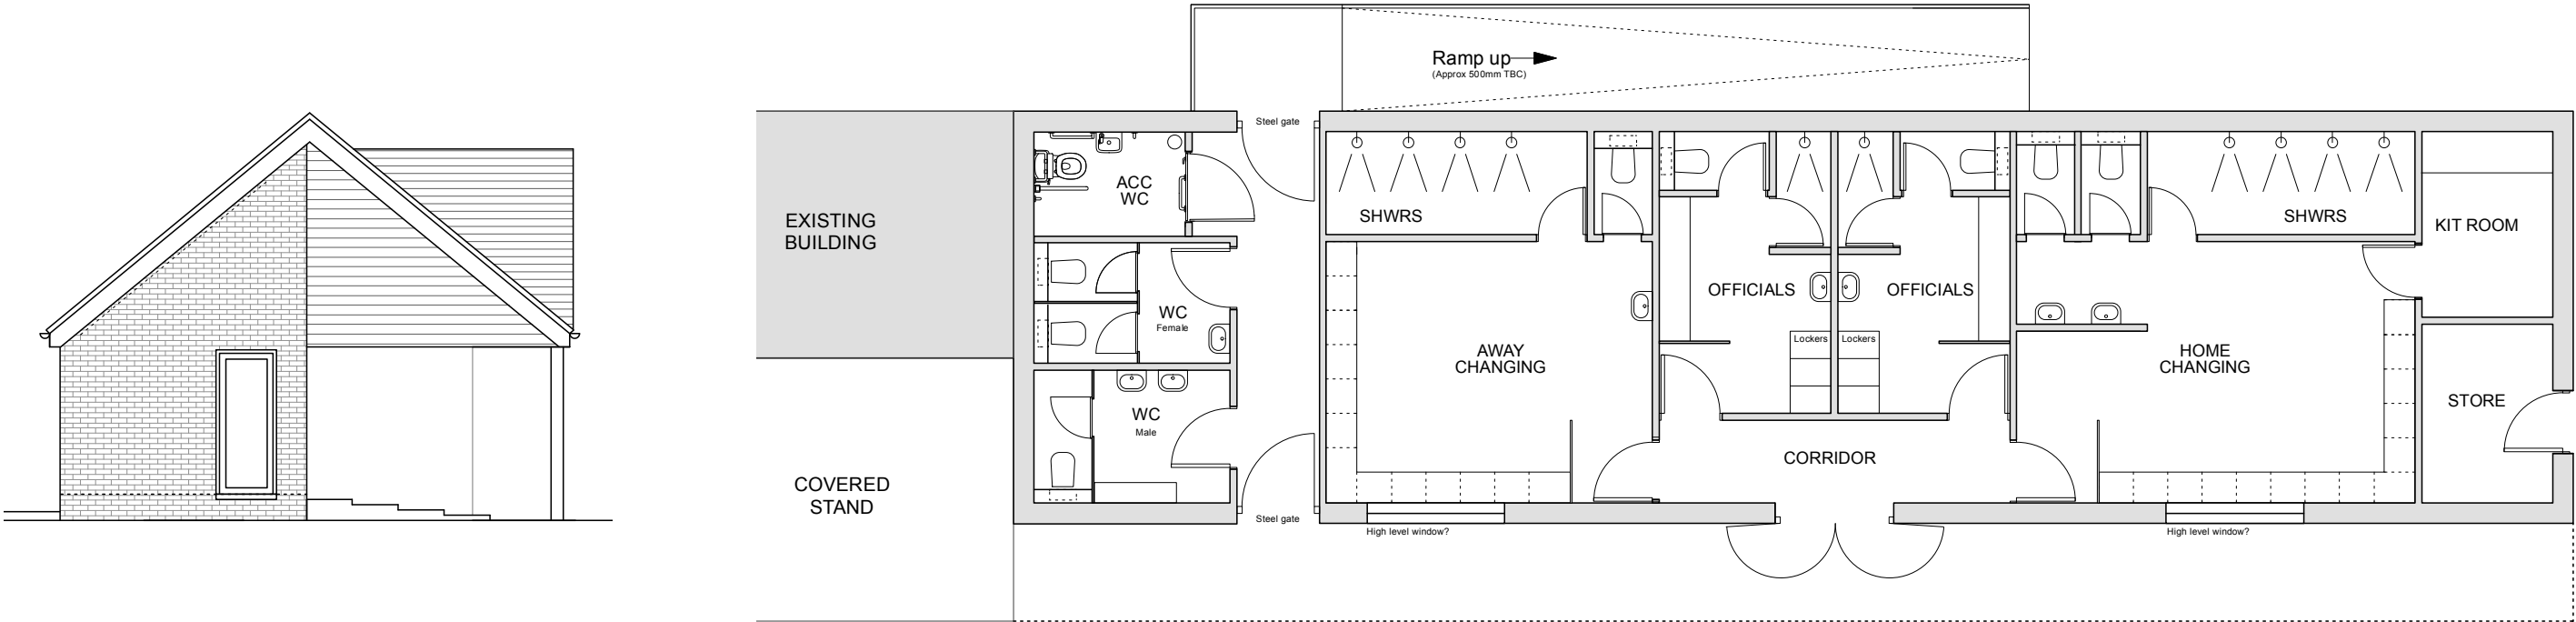 Ramp up
(Approx 500mm TBC)
Steel gate
EXISTING
BUILDING
ACC
WC
SHWRS
SHWRS
KIT ROOM
OFFICIALS
OFFICIALS
WC
Female
Lockers
Lockers
AWAY
CHANGING
HOME
CHANGING
WC
Male
STORE
CORRIDOR
COVERED
STAND
Steel gate
High level window?
High level window?